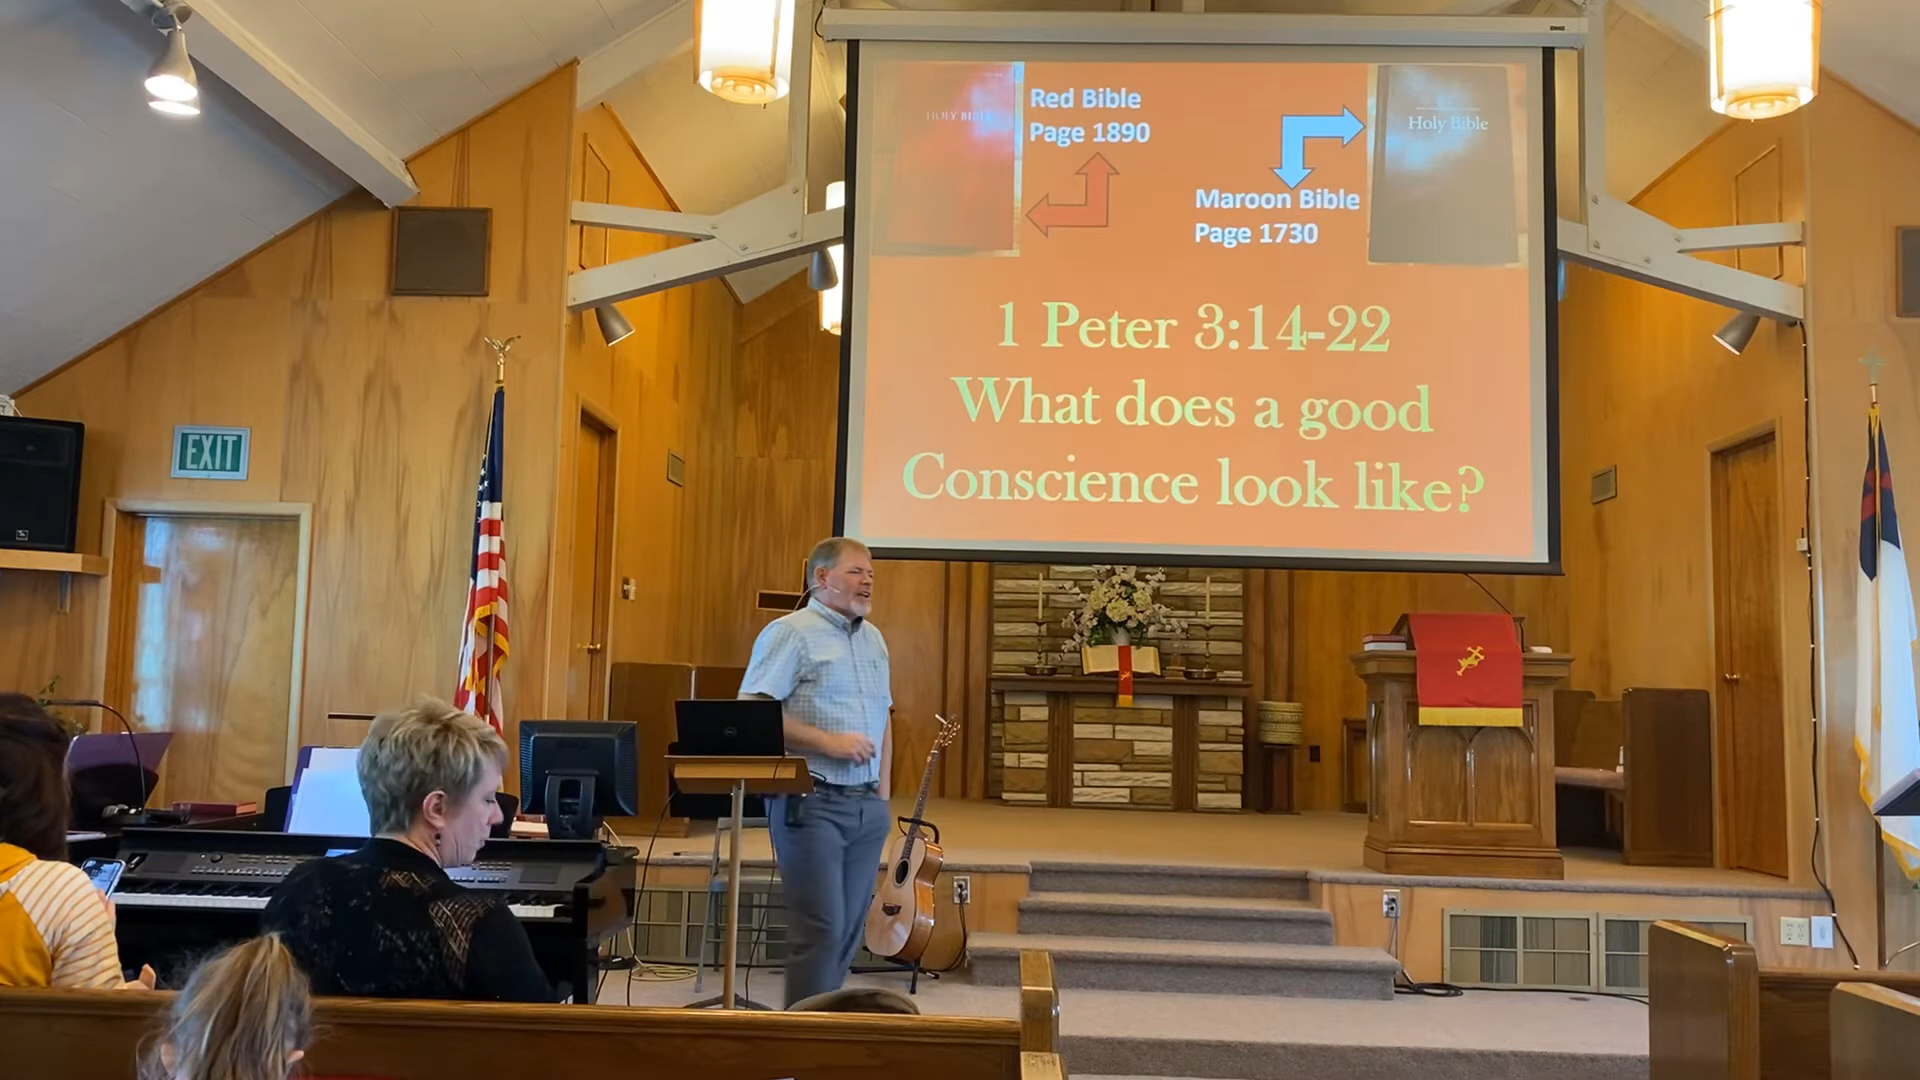 HOLY BIBLE
Red Bible
Page 1890
Holy Bible
Maroon Bible
Page 1730
1 Peter 3:14-22
What does a good
Conscience look like?
EXIT